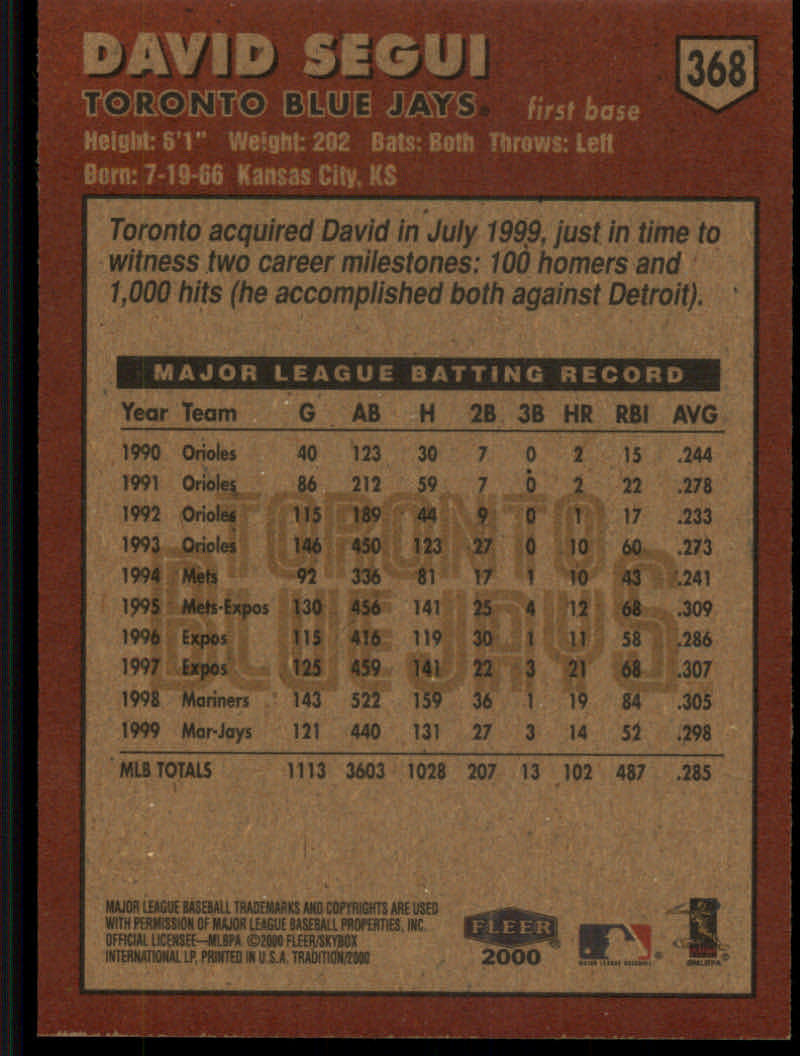 DAVID SEGUI
368
TORONTO BLUE JAYS® first base
Height: 6'1" Weight: 202 Bats: Both Throws: Left
Born: 7-19-66 Kansas City, KS
Toronto acquired David in July 1999, just in time to
witness two career milestones: 100 homers and
1,000 hits (he accomplished both against Detroit).
MAJOR LEAGUE BATTING RECORD
Year Team G AB H 2B 3B HR RBI AVG
1990 Orioles 40 123 30 7 0 2 15 .244
1991 Orioles 86 212 59 7 0 2 22 .278
1992 Orioles 115 189 44 9 0 1 17 .233
1993 Orioles 146 450 123 27 0 10 60 .273
1994 Mets 92 336 81 17 1 10 43 .241
1995 Mets-Expos 130 456 141 25 4 12 68 .309
1996 Expos 115 416 119 30 1 11 58 .286
1997 Expos 125 459 141 22 3 21 68 .307
1998 Mariners 143 522 159 36 1 19 84 .305
1999 Mar-Jays 121 440 131 27 3 14 52 .298
MLB TOTALS 1113 3603 1028 207 13 102 487 .285
TORONTO
BLUE JAYS
MAJOR LEAGUE BASEBALL TRADEMARKS AND COPYRIGHTS ARE USED
WITH PERMISSION OF MAJOR LEAGUE BASEBALL PROPERTIES, INC.
OFFICIAL LICENSEE—MLBPA ©2000 FLEER/SKYBOX
INTERNATIONAL LP, PRINTED IN U.S.A. TRADITION/2000
FLEER®
2000
MAJOR LEAGUE BASEBALL®
©MLBPA